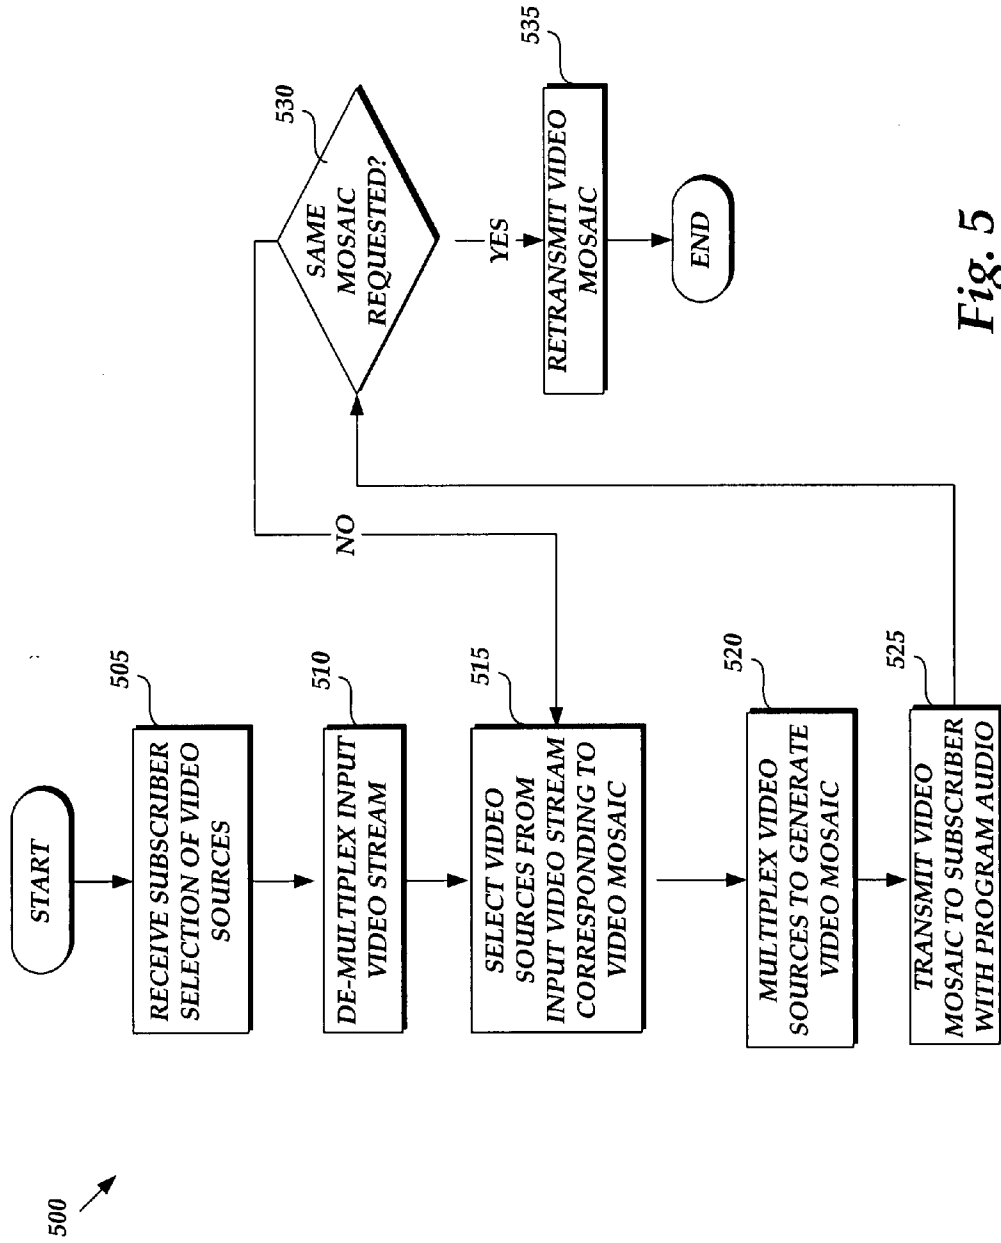 500
START
505
RECEIVE SUBSCRIBER
SELECTION OF VIDEO
SOURCES
510
DE-MULTIPLEX INPUT
VIDEO STREAM
515
SELECT VIDEO
SOURCES FROM
INPUT VIDEO STREAM
CORRESPONDING TO
VIDEO MOSAIC
520
MULTIPLEX VIDEO
SOURCES TO GENERATE
VIDEO MOSAIC
525
TRANSMIT VIDEO
MOSAIC TO SUBSCRIBER
WITH PROGRAM AUDIO
530
SAME
MOSAIC
REQUESTED?
NO
YES
535
RETRANSMIT VIDEO
MOSAIC
END
Fig. 5